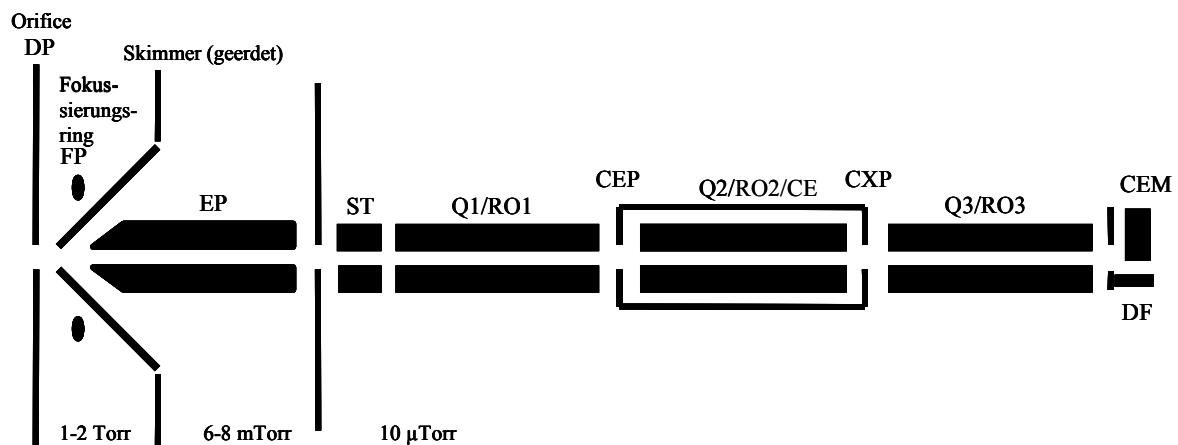 Orifice
DP
Skimmer (geerdet)
Fokus-
sierungs-
ring
FP
EP
ST
Q1/RO1
CEP
Q2/RO2/CE
CXP
Q3/RO3
CEM
DF
1-2 Torr
6-8 mTorr
10 µTorr